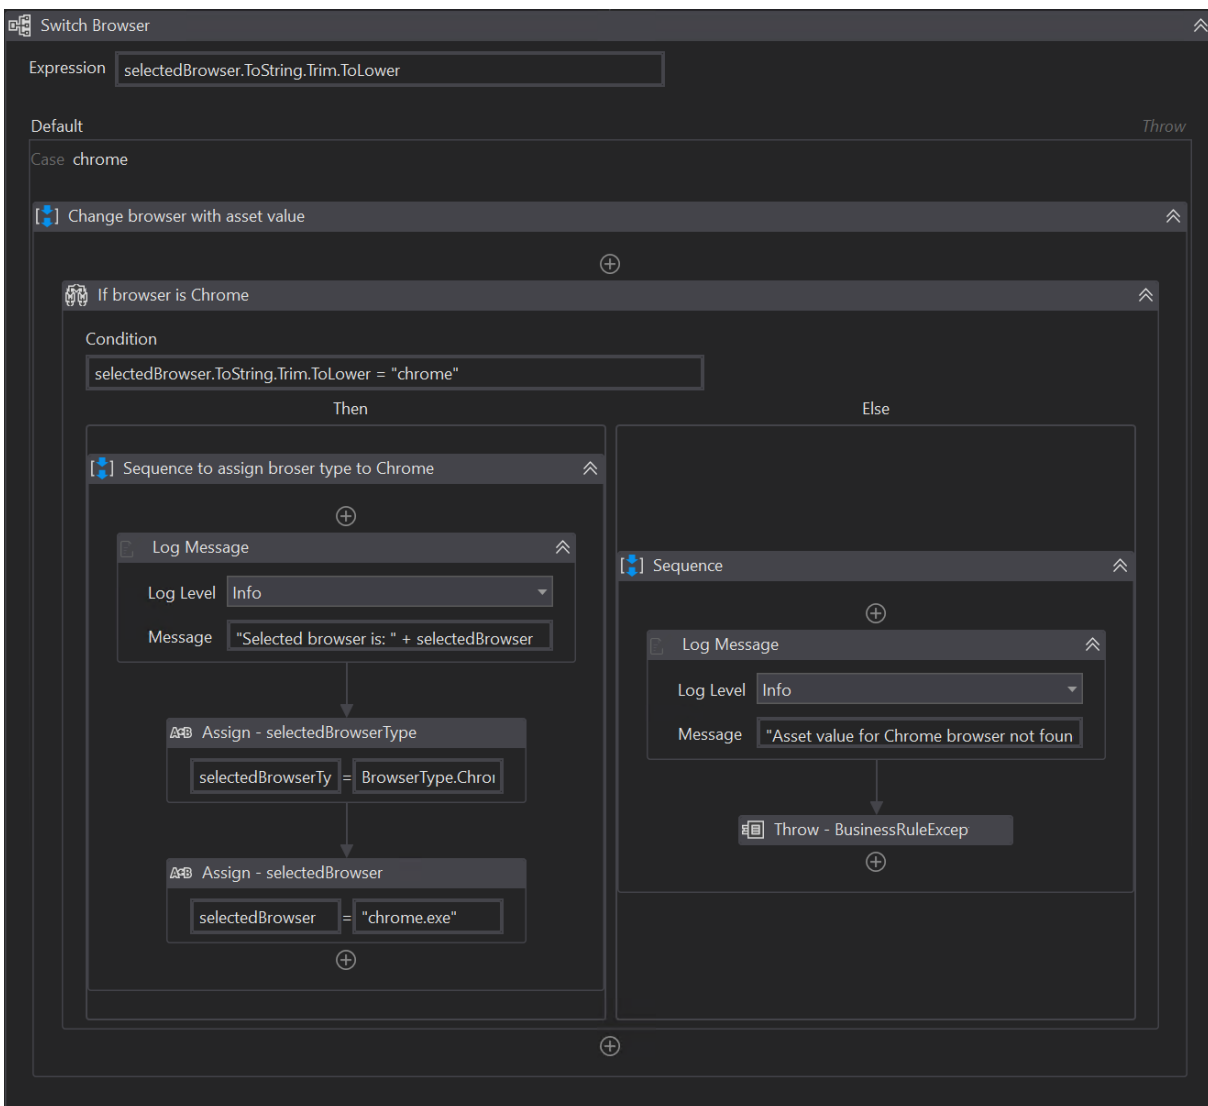 Switch Browser
Expression selectedBrowser.ToString.Trim.ToLower
Default Throw
Case chrome
Change browser with asset value
If browser is Chrome
Condition
selectedBrowser.ToString.Trim.ToLower = "chrome"
Then Else
Sequence to assign broser type to Chrome
Log Message
Log Level Info
Message "Selected browser is: " + selectedBrowser
Assign - selectedBrowserType
selectedBrowserTy = BrowserType.Chro
Assign - selectedBrowser
selectedBrowser = "chrome.exe"
Sequence
Log Message
Log Level Info
Message "Asset value for Chrome browser not foun
Throw - BusinessRuleExcep